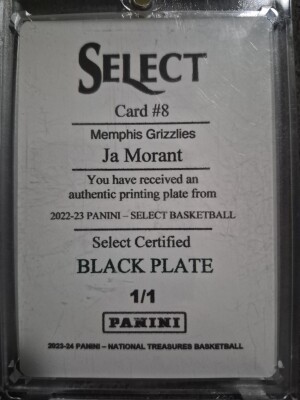 SELECT
Card #8
Memphis Grizzlies
Ja Morant
You have received an
authentic printing plate from
2022-23 PANINI – SELECT BASKETBALL
Select Certified
BLACK PLATE
1/1
PANINI
2023-24 PANINI – NATIONAL TREASURES BASKETBALL